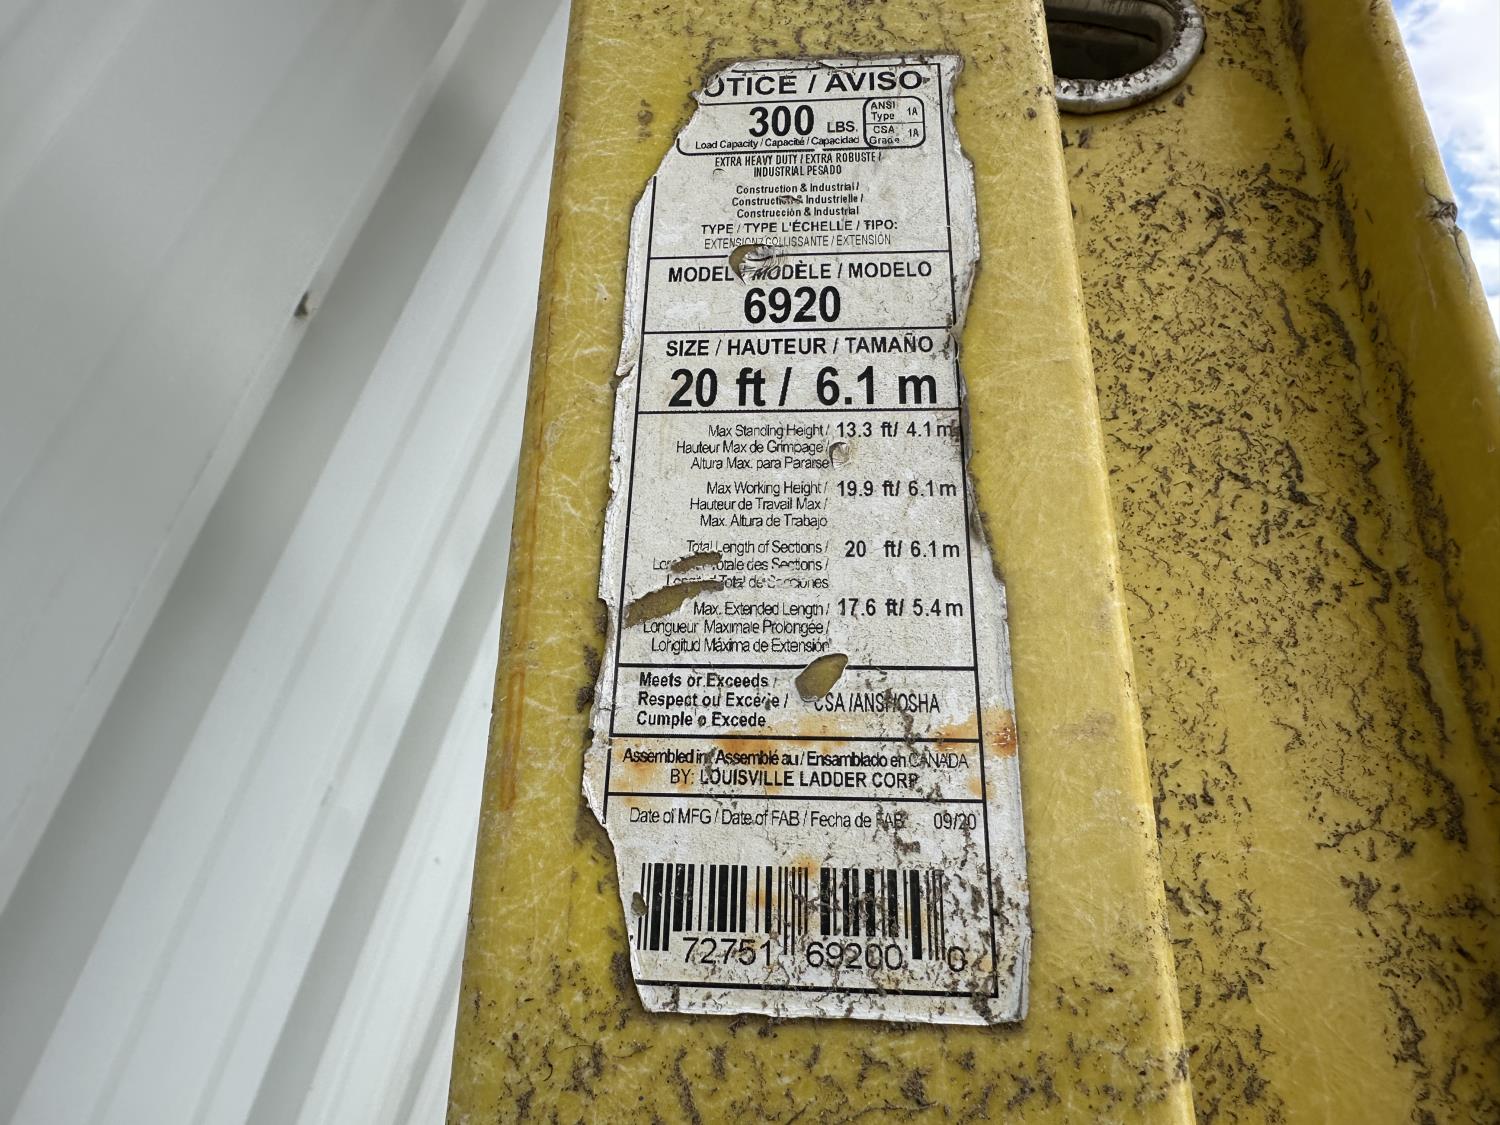 OTICE / AVISO
300 LBS.
Load Capacity / Capacité / Capacidad
ANSI Type 1A
CSA Grade 1A
EXTRA HEAVY DUTY / EXTRA ROBUSTE /
INDUSTRIAL PESADO
Construction & Industrial /
Construction & Industrielle /
Construcción & Industrial
TYPE / TYPE L'ÉCHELLE / TIPO:
EXTENSION / COLLISSANTE / EXTENSIÓN
MODEL / MODÈLE / MODELO
6920
SIZE / HAUTEUR / TAMAÑO
20 ft / 6.1 m
Max Standing Height / 13.3 ft/ 4.1 m
Hauteur Max de Grimpage /
Altura Max. para Pararse
Max Working Height / 19.9 ft/ 6.1 m
Hauteur de Travail Max /
Max. Altura de Trabajo
Total Length of Sections / 20 ft/ 6.1 m
Totale des Sections /
Total de Secciones
Max. Extended Length / 17.6 ft/ 5.4 m
Longueur Maximale Prolongée /
Longitud Máxima de Extensión
Meets or Exceeds /
Respect ou Excede / CSA /ANSI/OSHA
Cumple o Excede
Assembled in / Assemblé au / Ensamblado en CANADA
BY: LOUISVILLE LADDER CORP
Date of MFG / Date of FAB / Fecha de FAB 09/20
72751 69200 0